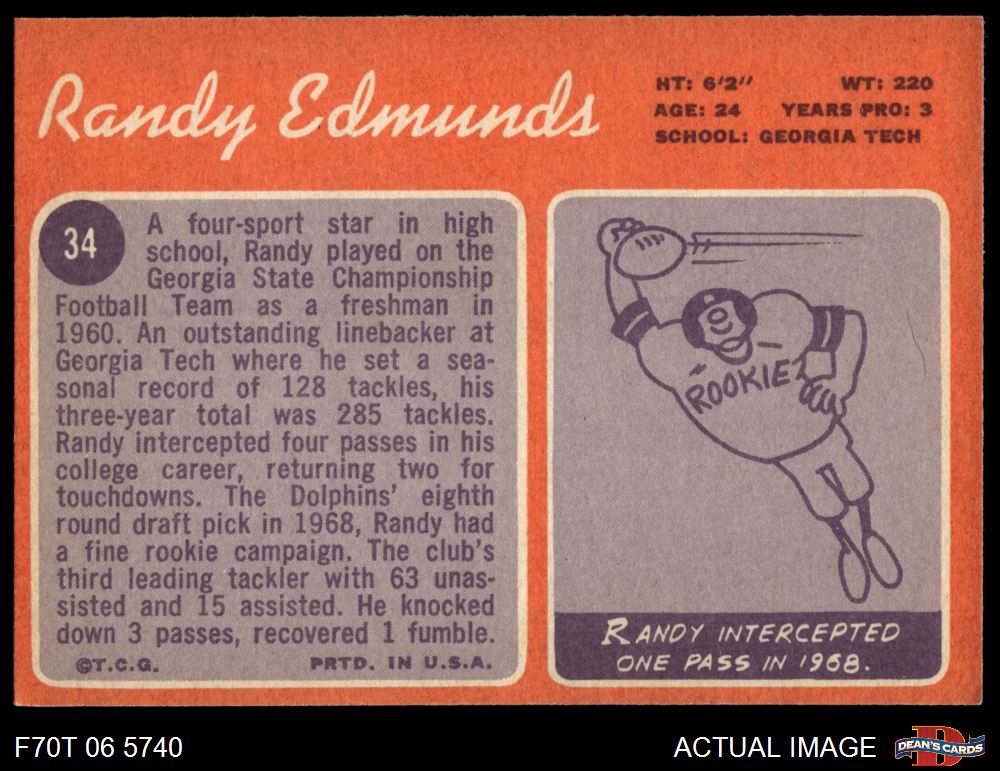 Randy Edmunds
HT: 6'2" WT: 220
AGE: 24 YEARS PRO: 3
SCHOOL: GEORGIA TECH
34
A four-sport star in high
school, Randy played on the
Georgia State Championship
Football Team as a freshman in
1960. An outstanding linebacker at
Georgia Tech where he set a sea-
sonal record of 128 tackles, his
three-year total was 285 tackles.
Randy intercepted four passes in his
college career, returning two for
touchdowns. The Dolphins' eighth
round draft pick in 1968, Randy had
a fine rookie campaign. The club's
third leading tackler with 63 unas-
sisted and 15 assisted. He knocked
down 3 passes, recovered 1 fumble.
©T.C.G. PRTD. IN U.S.A.
ROOKIE
RANDY INTERCEPTED
ONE PASS IN 1968.
F70T 06 5740
ACTUAL IMAGE
D
DEAN'S CARDS